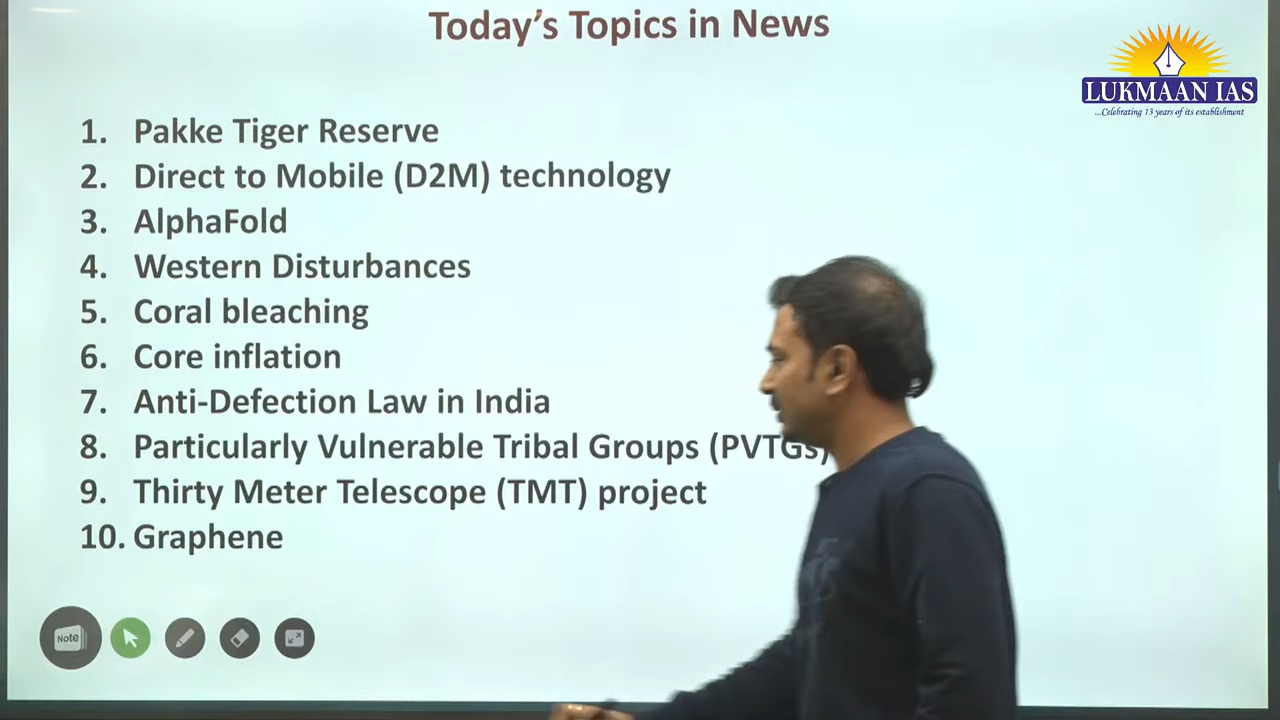 Today's Topics in News
LUKMAAN IAS
...Celebrating 13 years of its establishment
1. Pakke Tiger Reserve
2. Direct to Mobile (D2M) technology
3. AlphaFold
4. Western Disturbances
5. Coral bleaching
6. Core inflation
7. Anti-Defection Law in India
8. Particularly Vulnerable Tribal Groups (PVTGs)
9. Thirty Meter Telescope (TMT) project
10. Graphene
Note